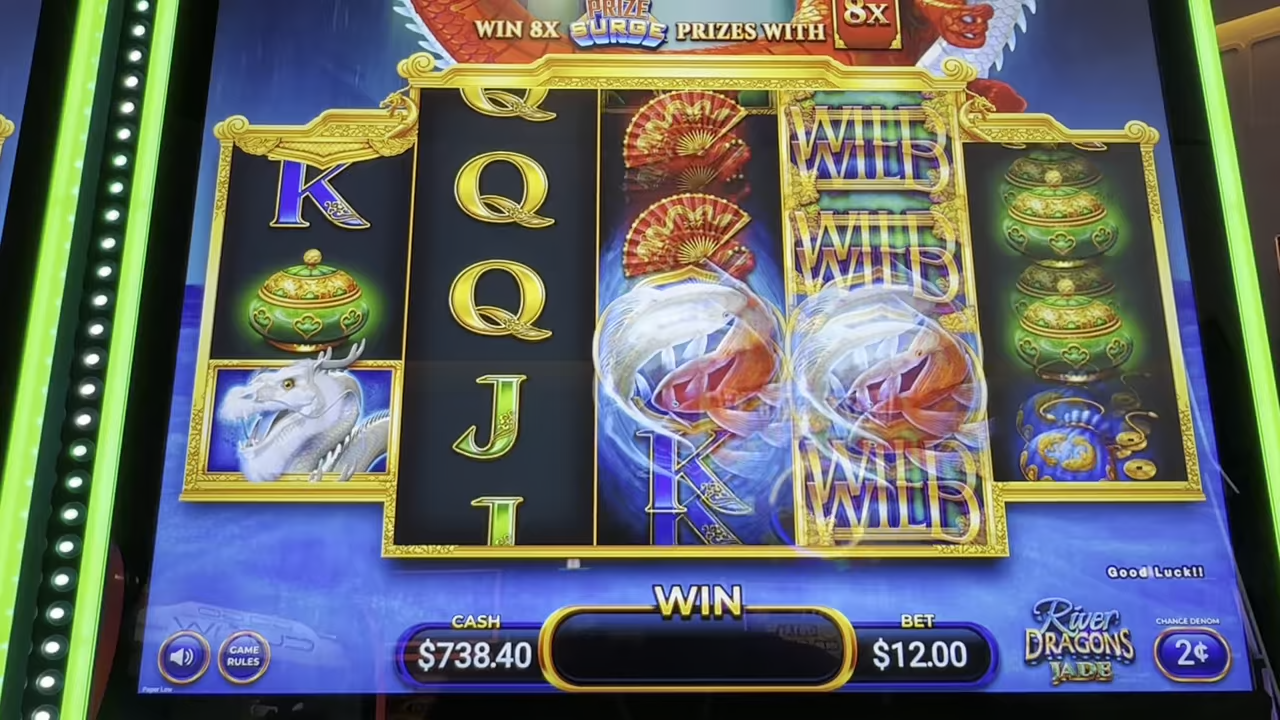 PRIZE
WIN 8X SURGE PRIZES WITH 8X
Q
K
Q
Q
J
J
WILD
WILD
WILD
K
K
Good Luck!!
WIN
CASH
$738.40
BET
$12.00
GAME
RULES
River
DRAGONS
JADE
CHANGE DENOM
2¢